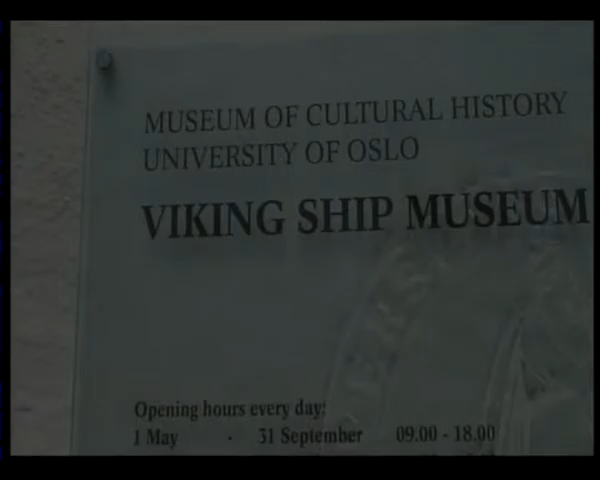 MUSEUM OF CULTURAL HISTORY
UNIVERSITY OF OSLO
VIKING SHIP MUSEUM
Opening hours every day:
1 May - 31 September 09.00 - 18.00